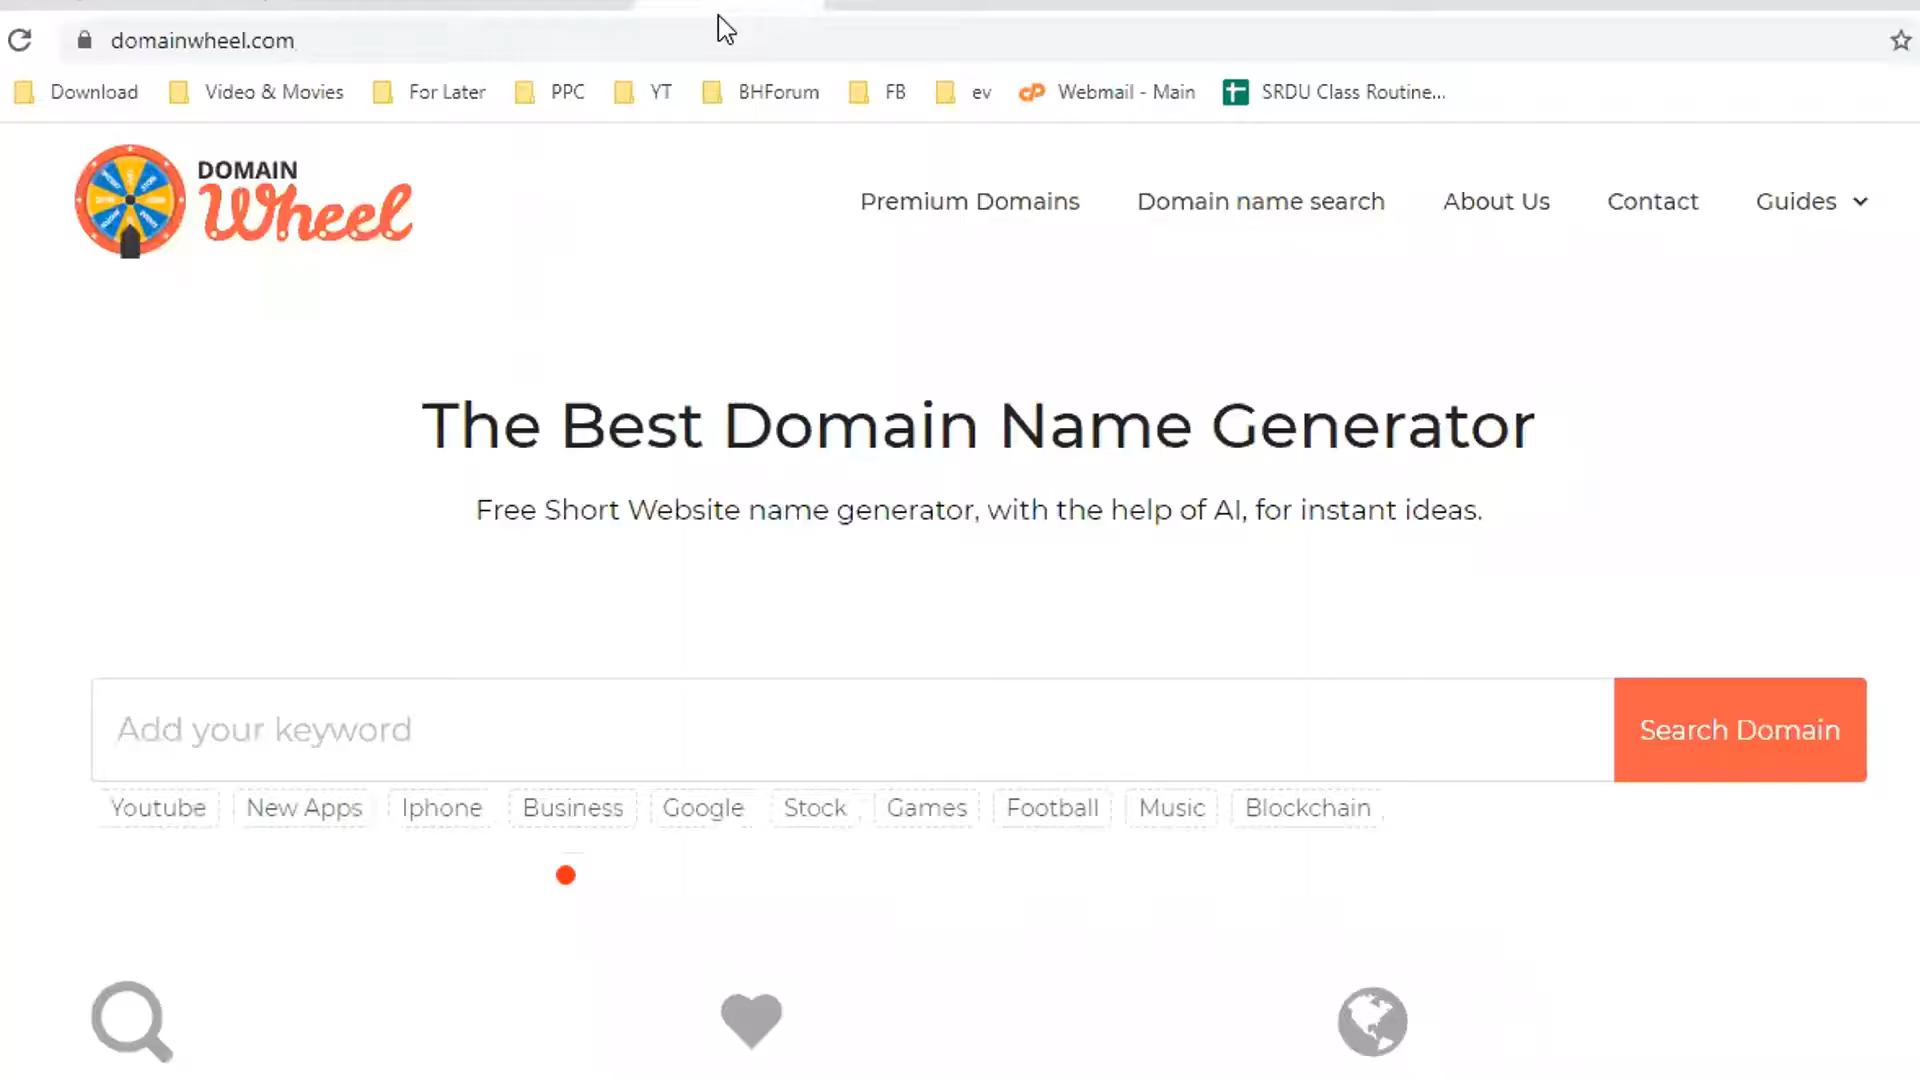 domainwheel.com
Download Video & Movies For Later PPC YT BHForum FB ev Webmail - Main SRDU Class Routine...
DOMAIN
Wheel
Premium Domains Domain name search About Us Contact Guides
The Best Domain Name Generator
Free Short Website name generator, with the help of AI, for instant ideas.
Add your keyword
Search Domain
Youtube New Apps Iphone Business Google Stock Games Football Music Blockchain